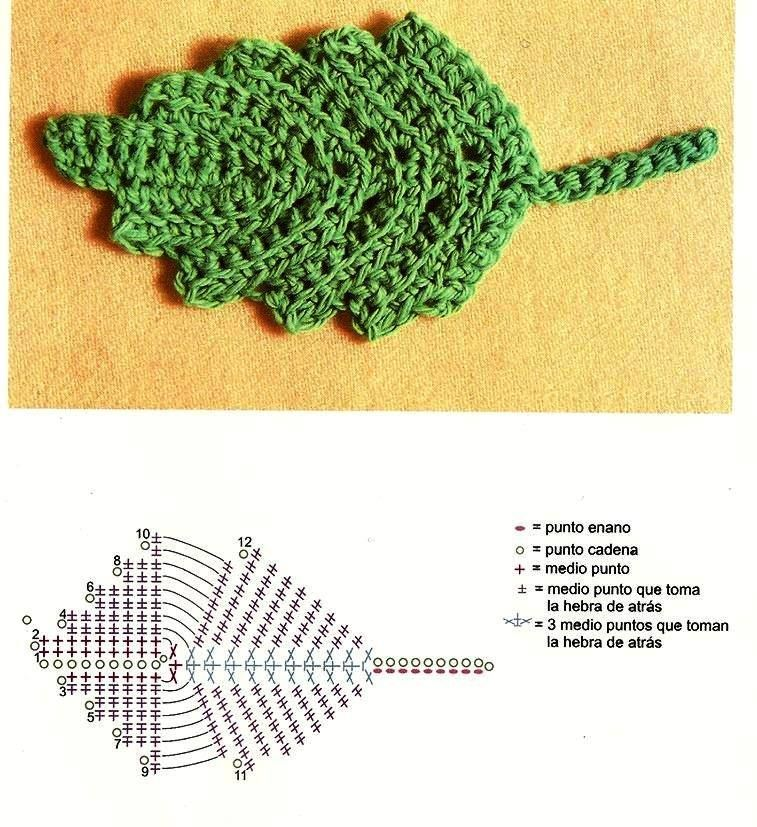 = punto enano
= punto cadena
= medio punto
= medio punto que toma
la hebra de atrás
= 3 medio puntos que toman
la hebra de atrás
10
12
8
6
4
2
1
3
5
7
9
11